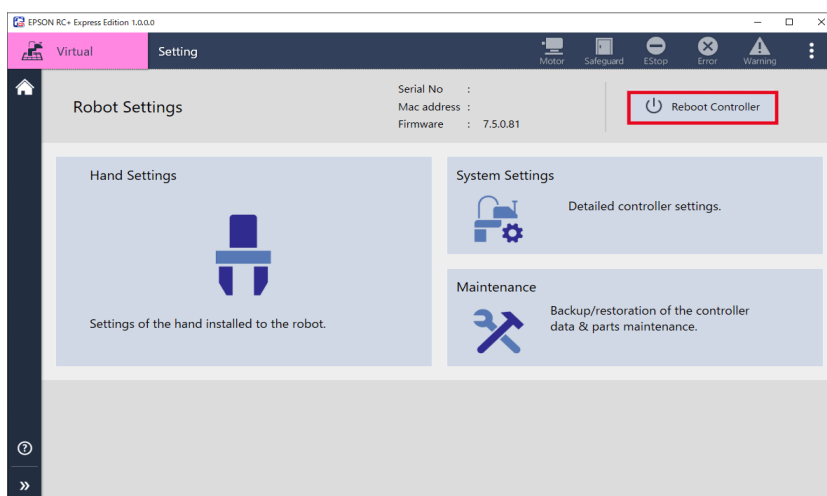 EPSON RC+ Express Edition 1.0.0.0
Virtual
Setting
Motor
Safeguard
EStop
Error
Warning
Robot Settings
Serial No :
Mac address :
Firmware : 7.5.0.81
Reboot Controller
Hand Settings
Settings of the hand installed to the robot.
System Settings
Detailed controller settings.
Maintenance
Backup/restoration of the controller
data & parts maintenance.